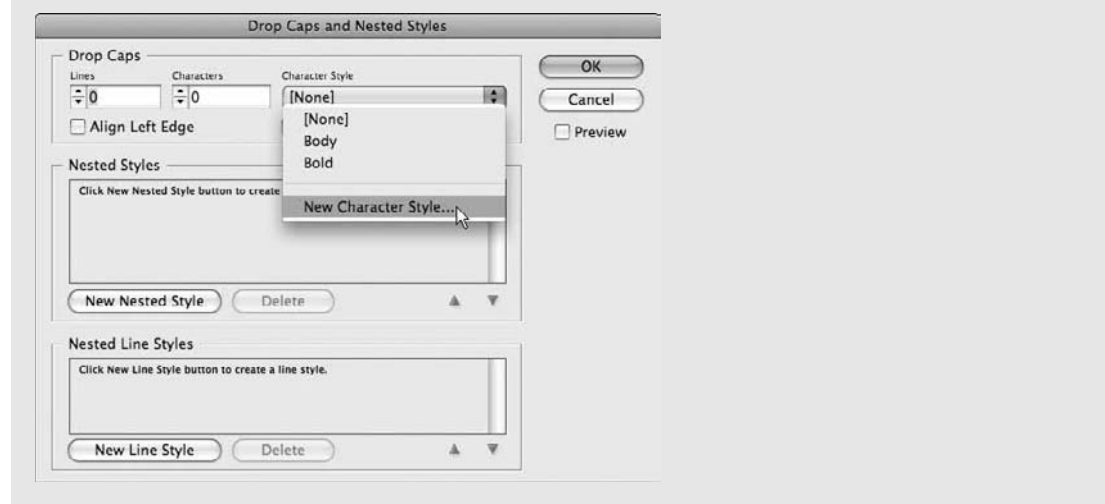 Drop Caps and Nested Styles
Drop Caps
Lines Characters Character Style
0 0 [None]
Align Left Edge
[None]
Body
Bold
New Character Style...
OK
Cancel
Preview
Nested Styles
Click New Nested Style button to create
New Nested Style Delete
Nested Line Styles
Click New Line Style button to create a line style.
New Line Style Delete